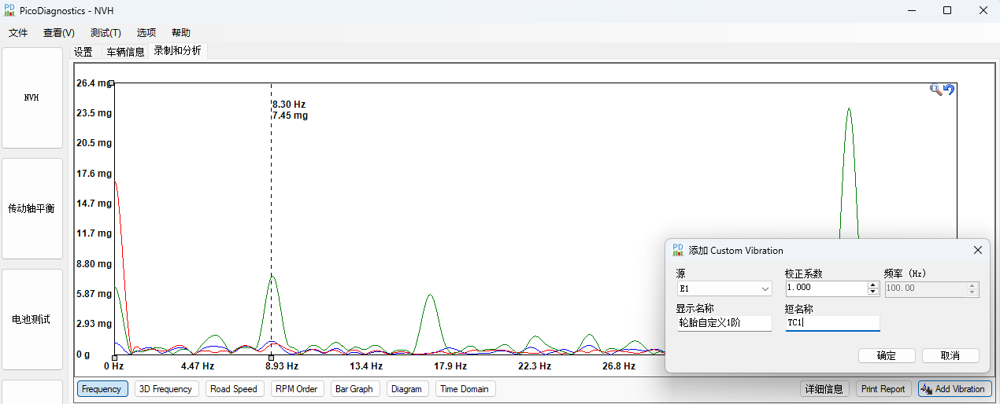 PicoDiagnostics - NVH
文件 查看(V) 测试(T) 选项 帮助
设置 车辆信息 录制和分析
NVH
传动轴平衡
电池测试
26.4 mg
23.5 mg
20.5 mg
17.6 mg
14.7 mg
11.7 mg
8.80 mg
5.87 mg
2.93 mg
0 g
8.30 Hz
7.45 mg
0 Hz 4.47 Hz 8.93 Hz 13.4 Hz 17.9 Hz 22.3 Hz 26.8 Hz
PD 添加 Custom Vibration
源 校正系数 频率 (Hz)
E1 1.000 100.00
显示名称 短名称
轮胎自定义1阶 TC1
确定 取消
Frequency 3D Frequency Road Speed RPM Order Bar Graph Diagram Time Domain 详细信息 Print Report Add Vibration